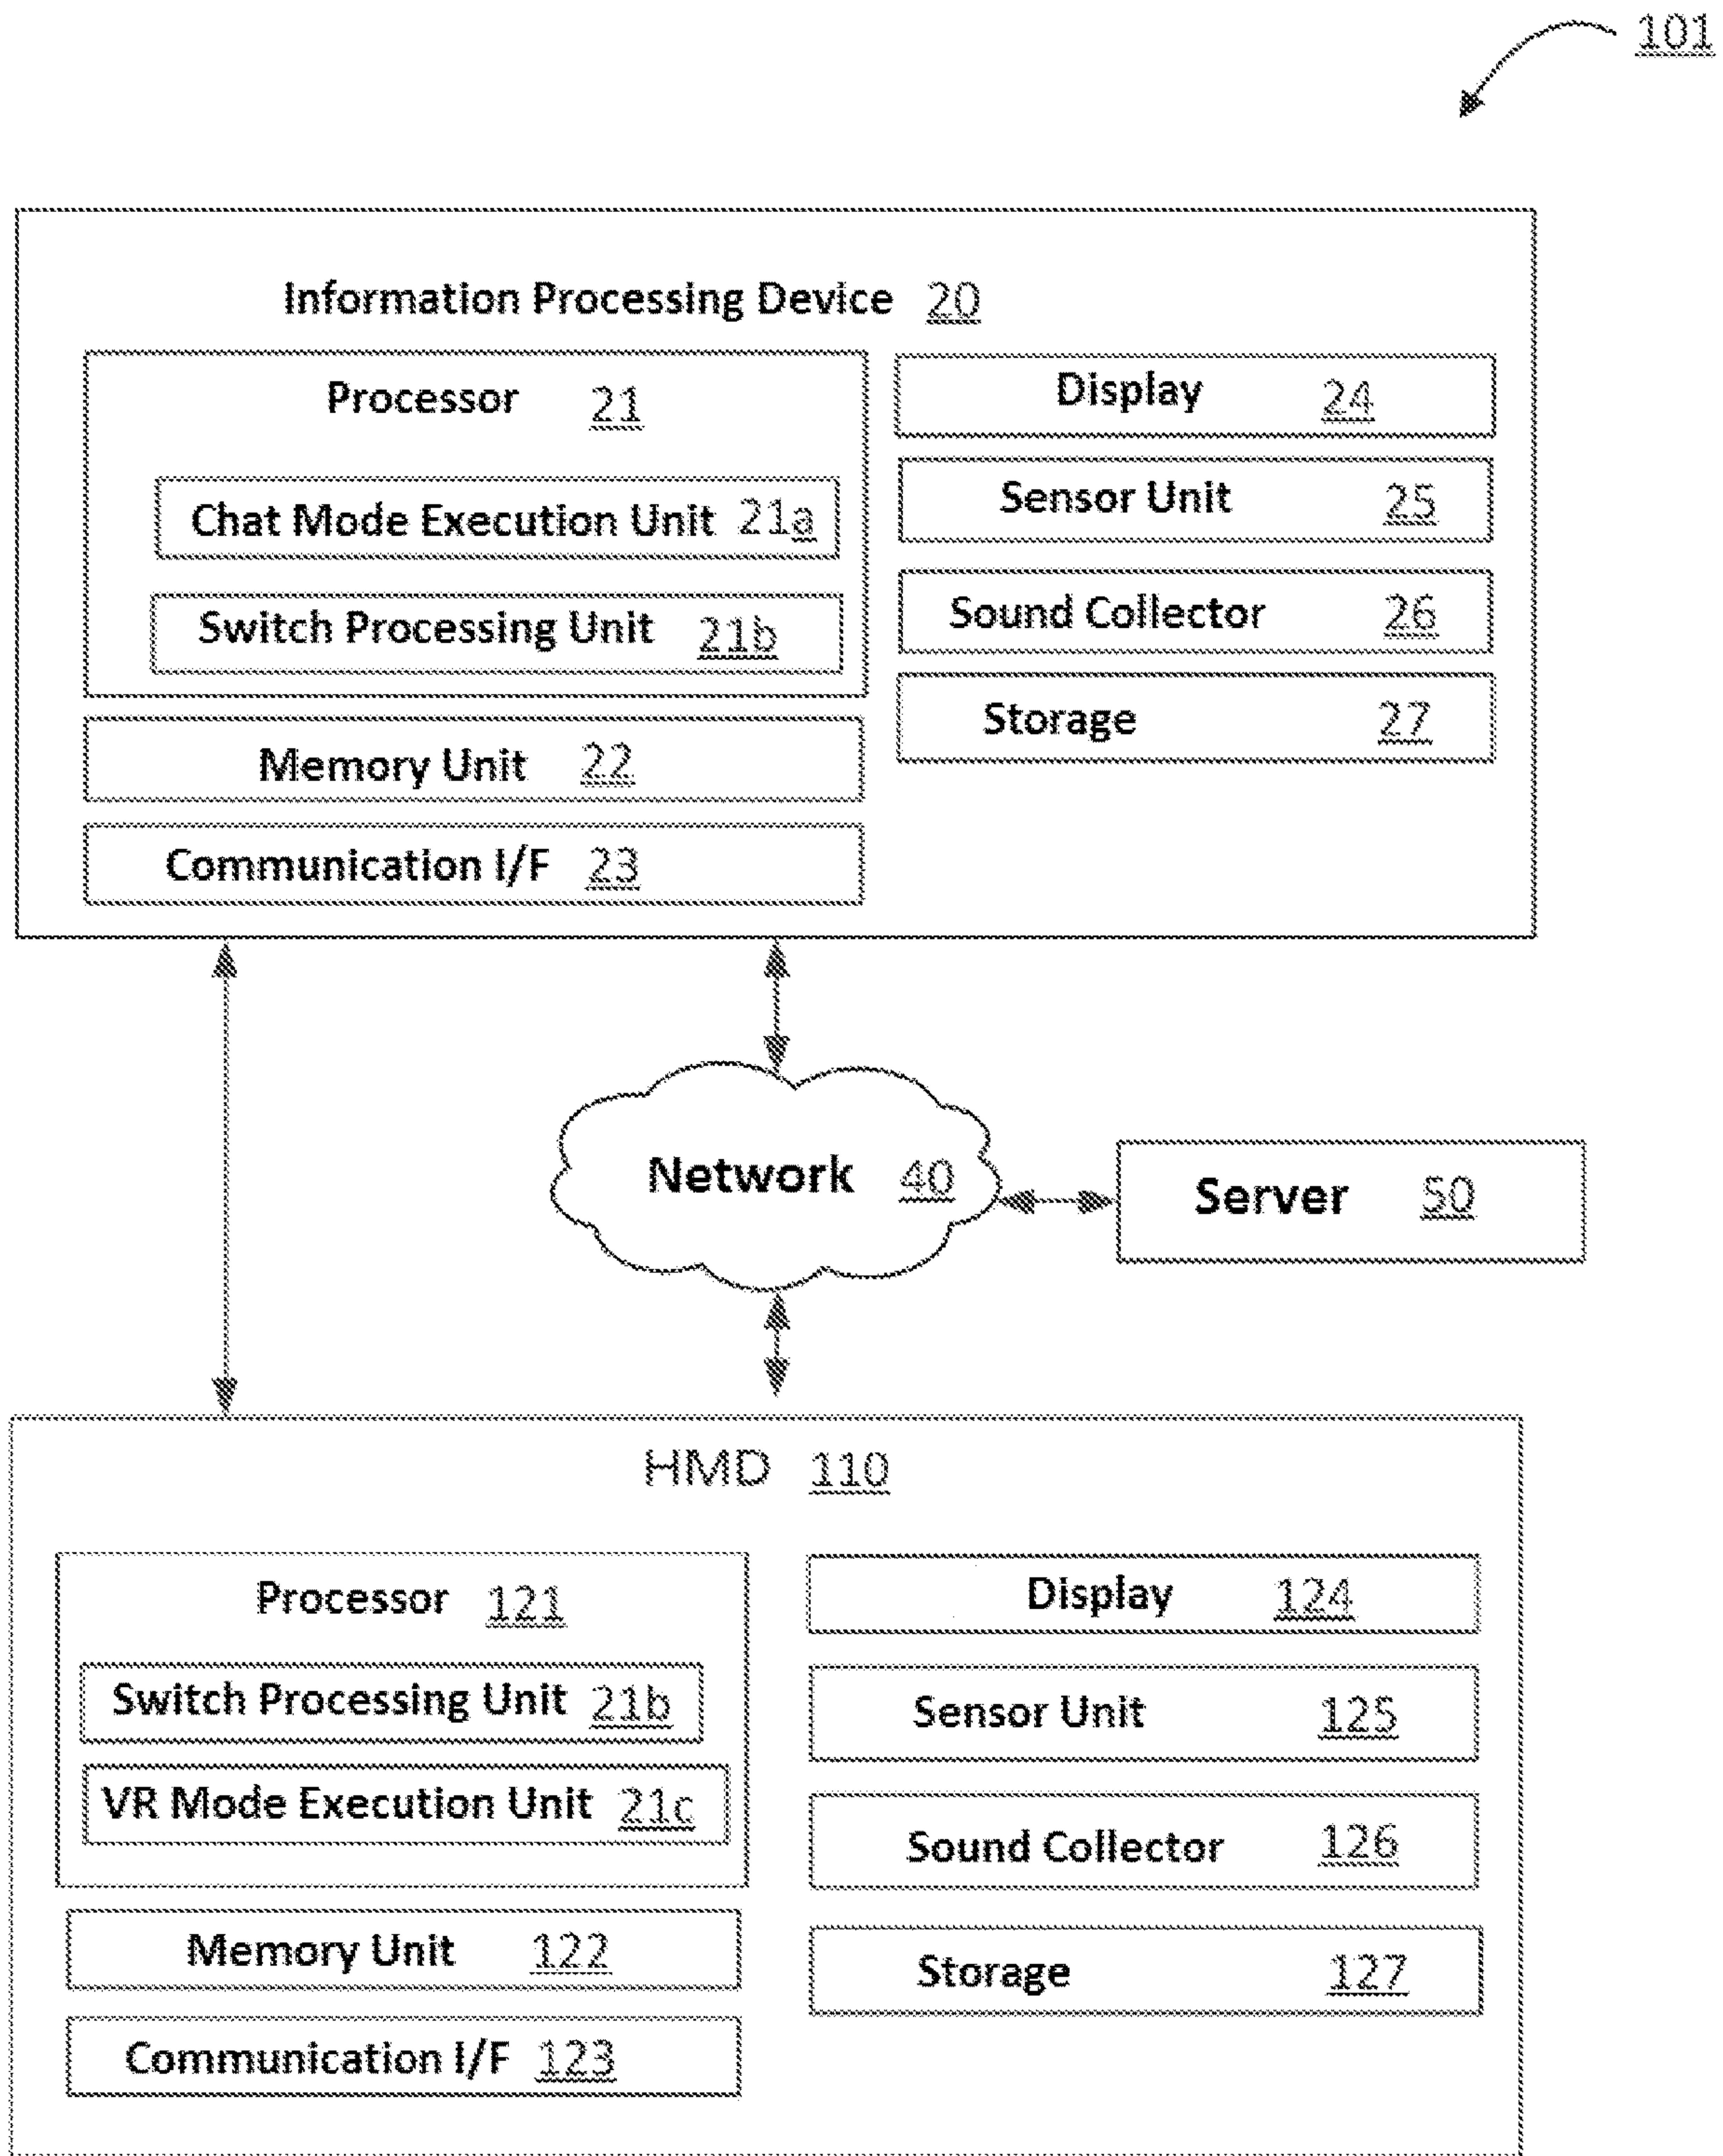 101
Information Processing Device 20
Processor 21
Chat Mode Execution Unit 21a
Switch Processing Unit 21b
Memory Unit 22
Communication I/F 23
Display 24
Sensor Unit 25
Sound Collector 26
Storage 27
Network 40
Server 50
HMD 110
Processor 121
Switch Processing Unit 21b
VR Mode Execution Unit 21c
Memory Unit 122
Communication I/F 123
Display 124
Sensor Unit 125
Sound Collector 126
Storage 127